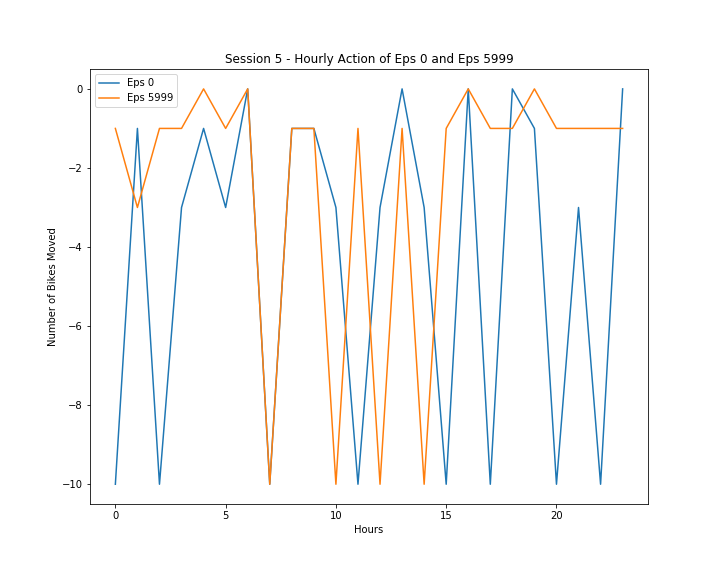 Session 5 - Hourly Action of Eps 0 and Eps 5999
Eps 0
Eps 5999
Number of Bikes Moved
0
−2
−4
−6
−8
−10
0 5 10 15 20
Hours